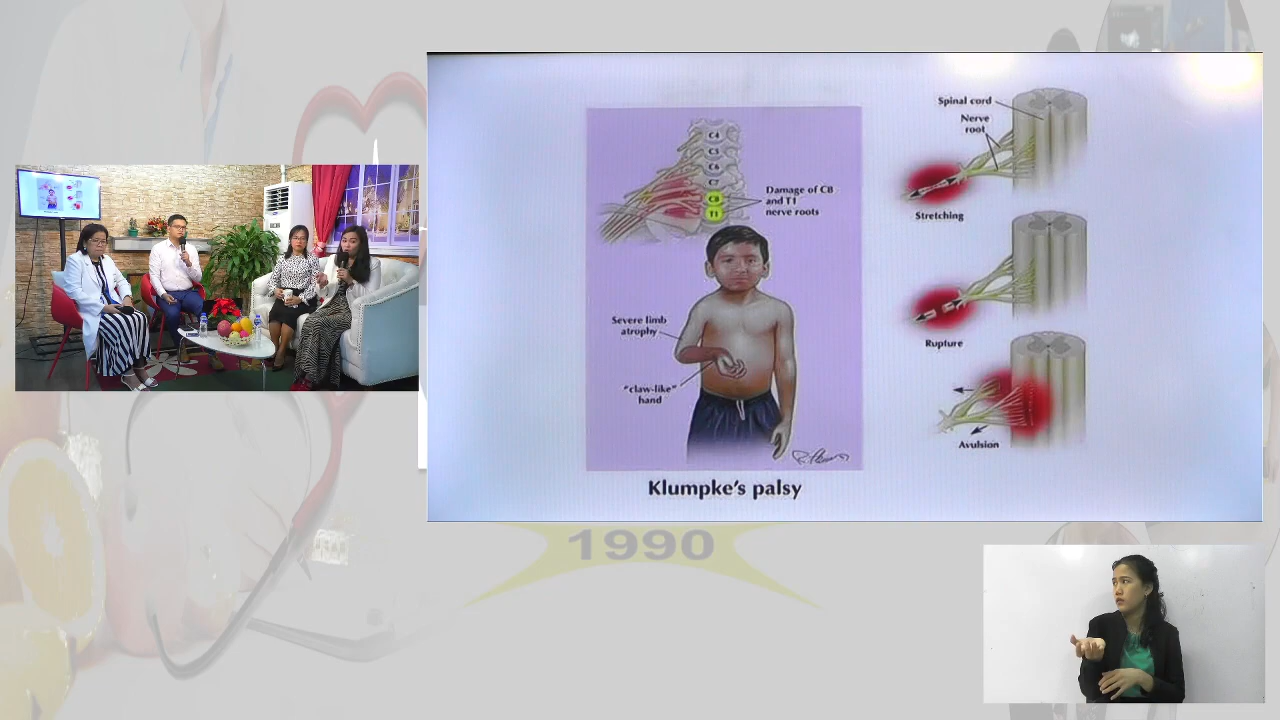 C4
C5
C6
C7
C8
T1
Damage of C8
and T1
nerve roots
Severe limb
atrophy
"claw-like"
hand
Klumpke's palsy
Spinal cord
Nerve
root
Stretching
Rupture
Avulsion
1990